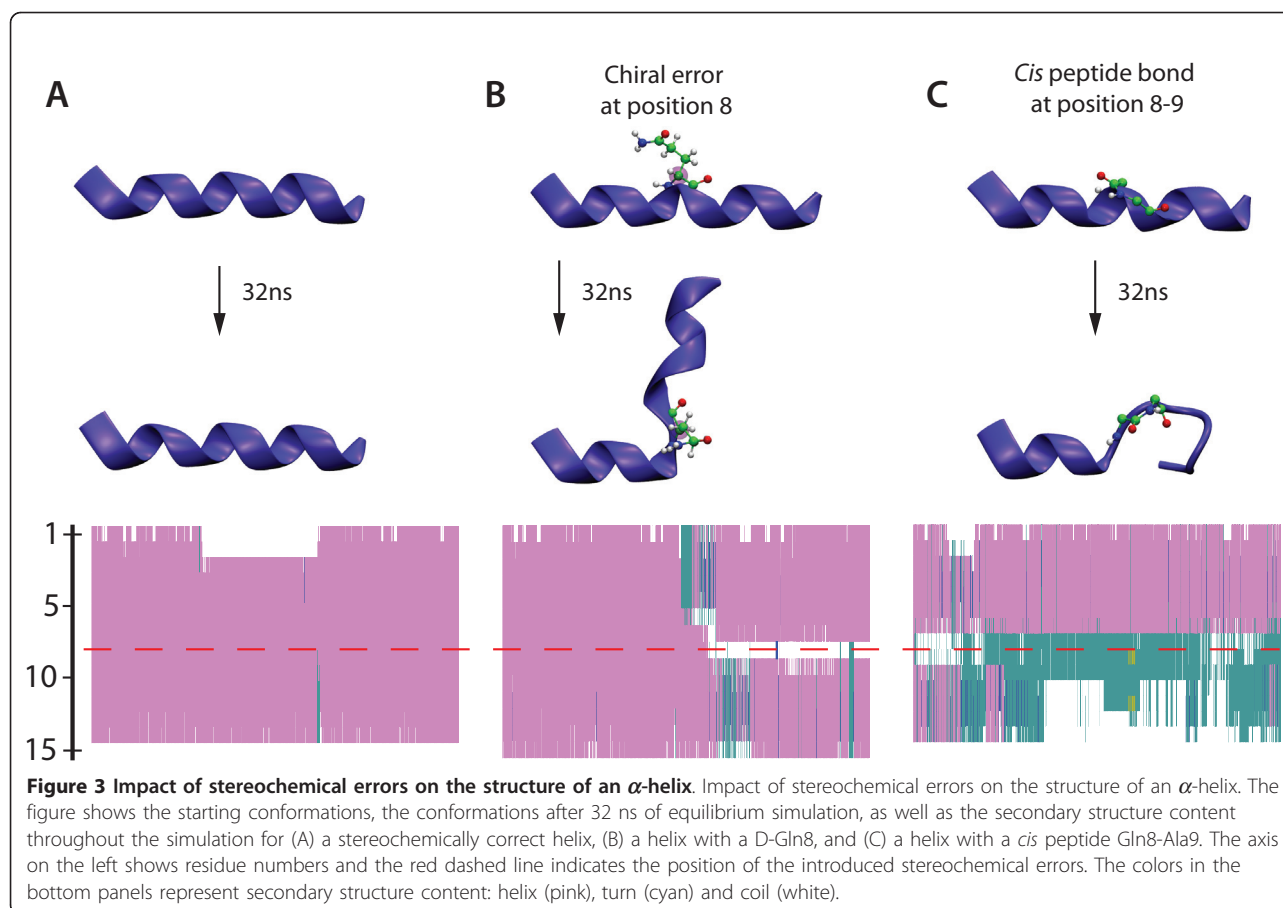 A
B
Chiral error
at position 8
C
Cis peptide bond
at position 8-9
32ns
32ns
32ns
1
5
10
15
Figure 3 Impact of stereochemical errors on the structure of an α-helix. Impact of stereochemical errors on the structure of an α-helix. The
figure shows the starting conformations, the conformations after 32 ns of equilibrium simulation, as well as the secondary structure content
throughout the simulation for (A) a stereochemically correct helix, (B) a helix with a D-Gln8, and (C) a helix with a cis peptide Gln8-Ala9. The axis
on the left shows residue numbers and the red dashed line indicates the position of the introduced stereochemical errors. The colors in the
bottom panels represent secondary structure content: helix (pink), turn (cyan) and coil (white).